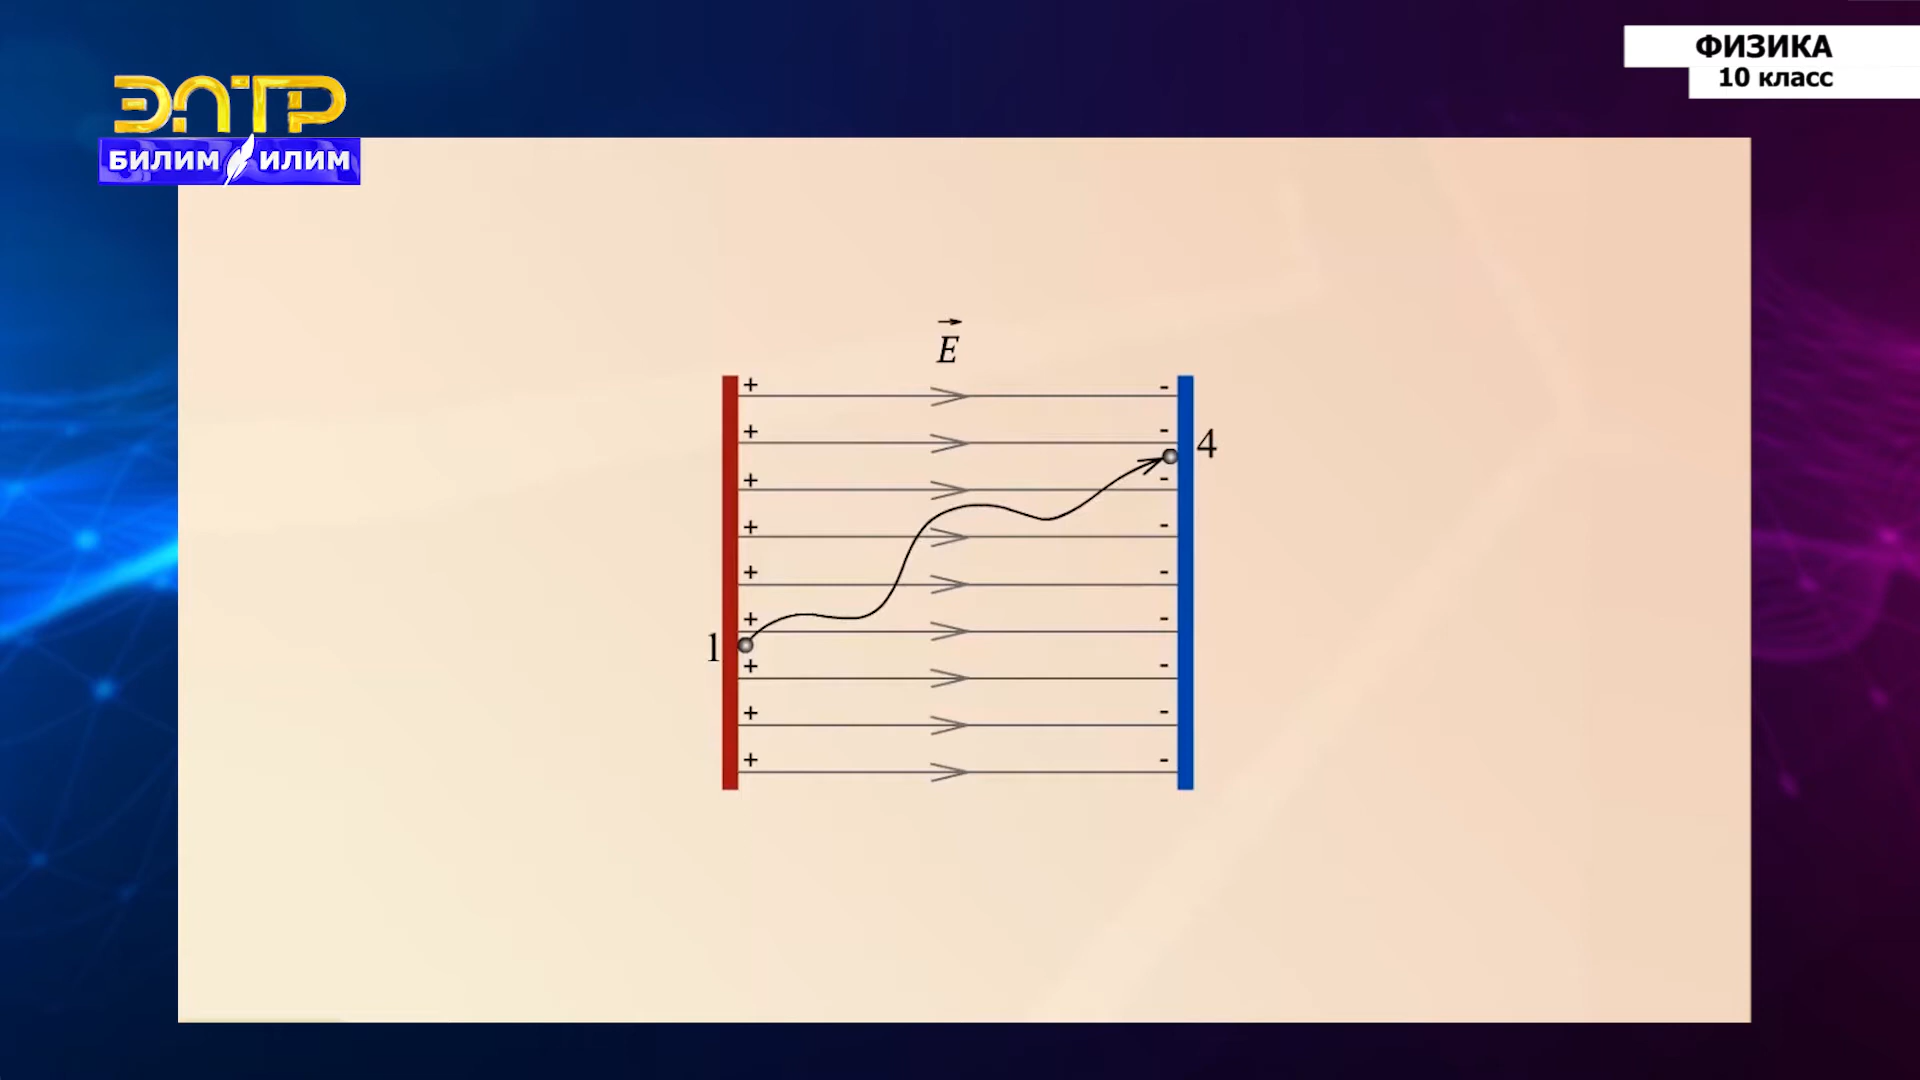 ФИЗИКА
10 класс
ЭЛТР
БИЛИМ ИЛИМ
E
+ -
+ -
4
+ -
+ -
+ -
+ -
1
+ -
+ -
+ -